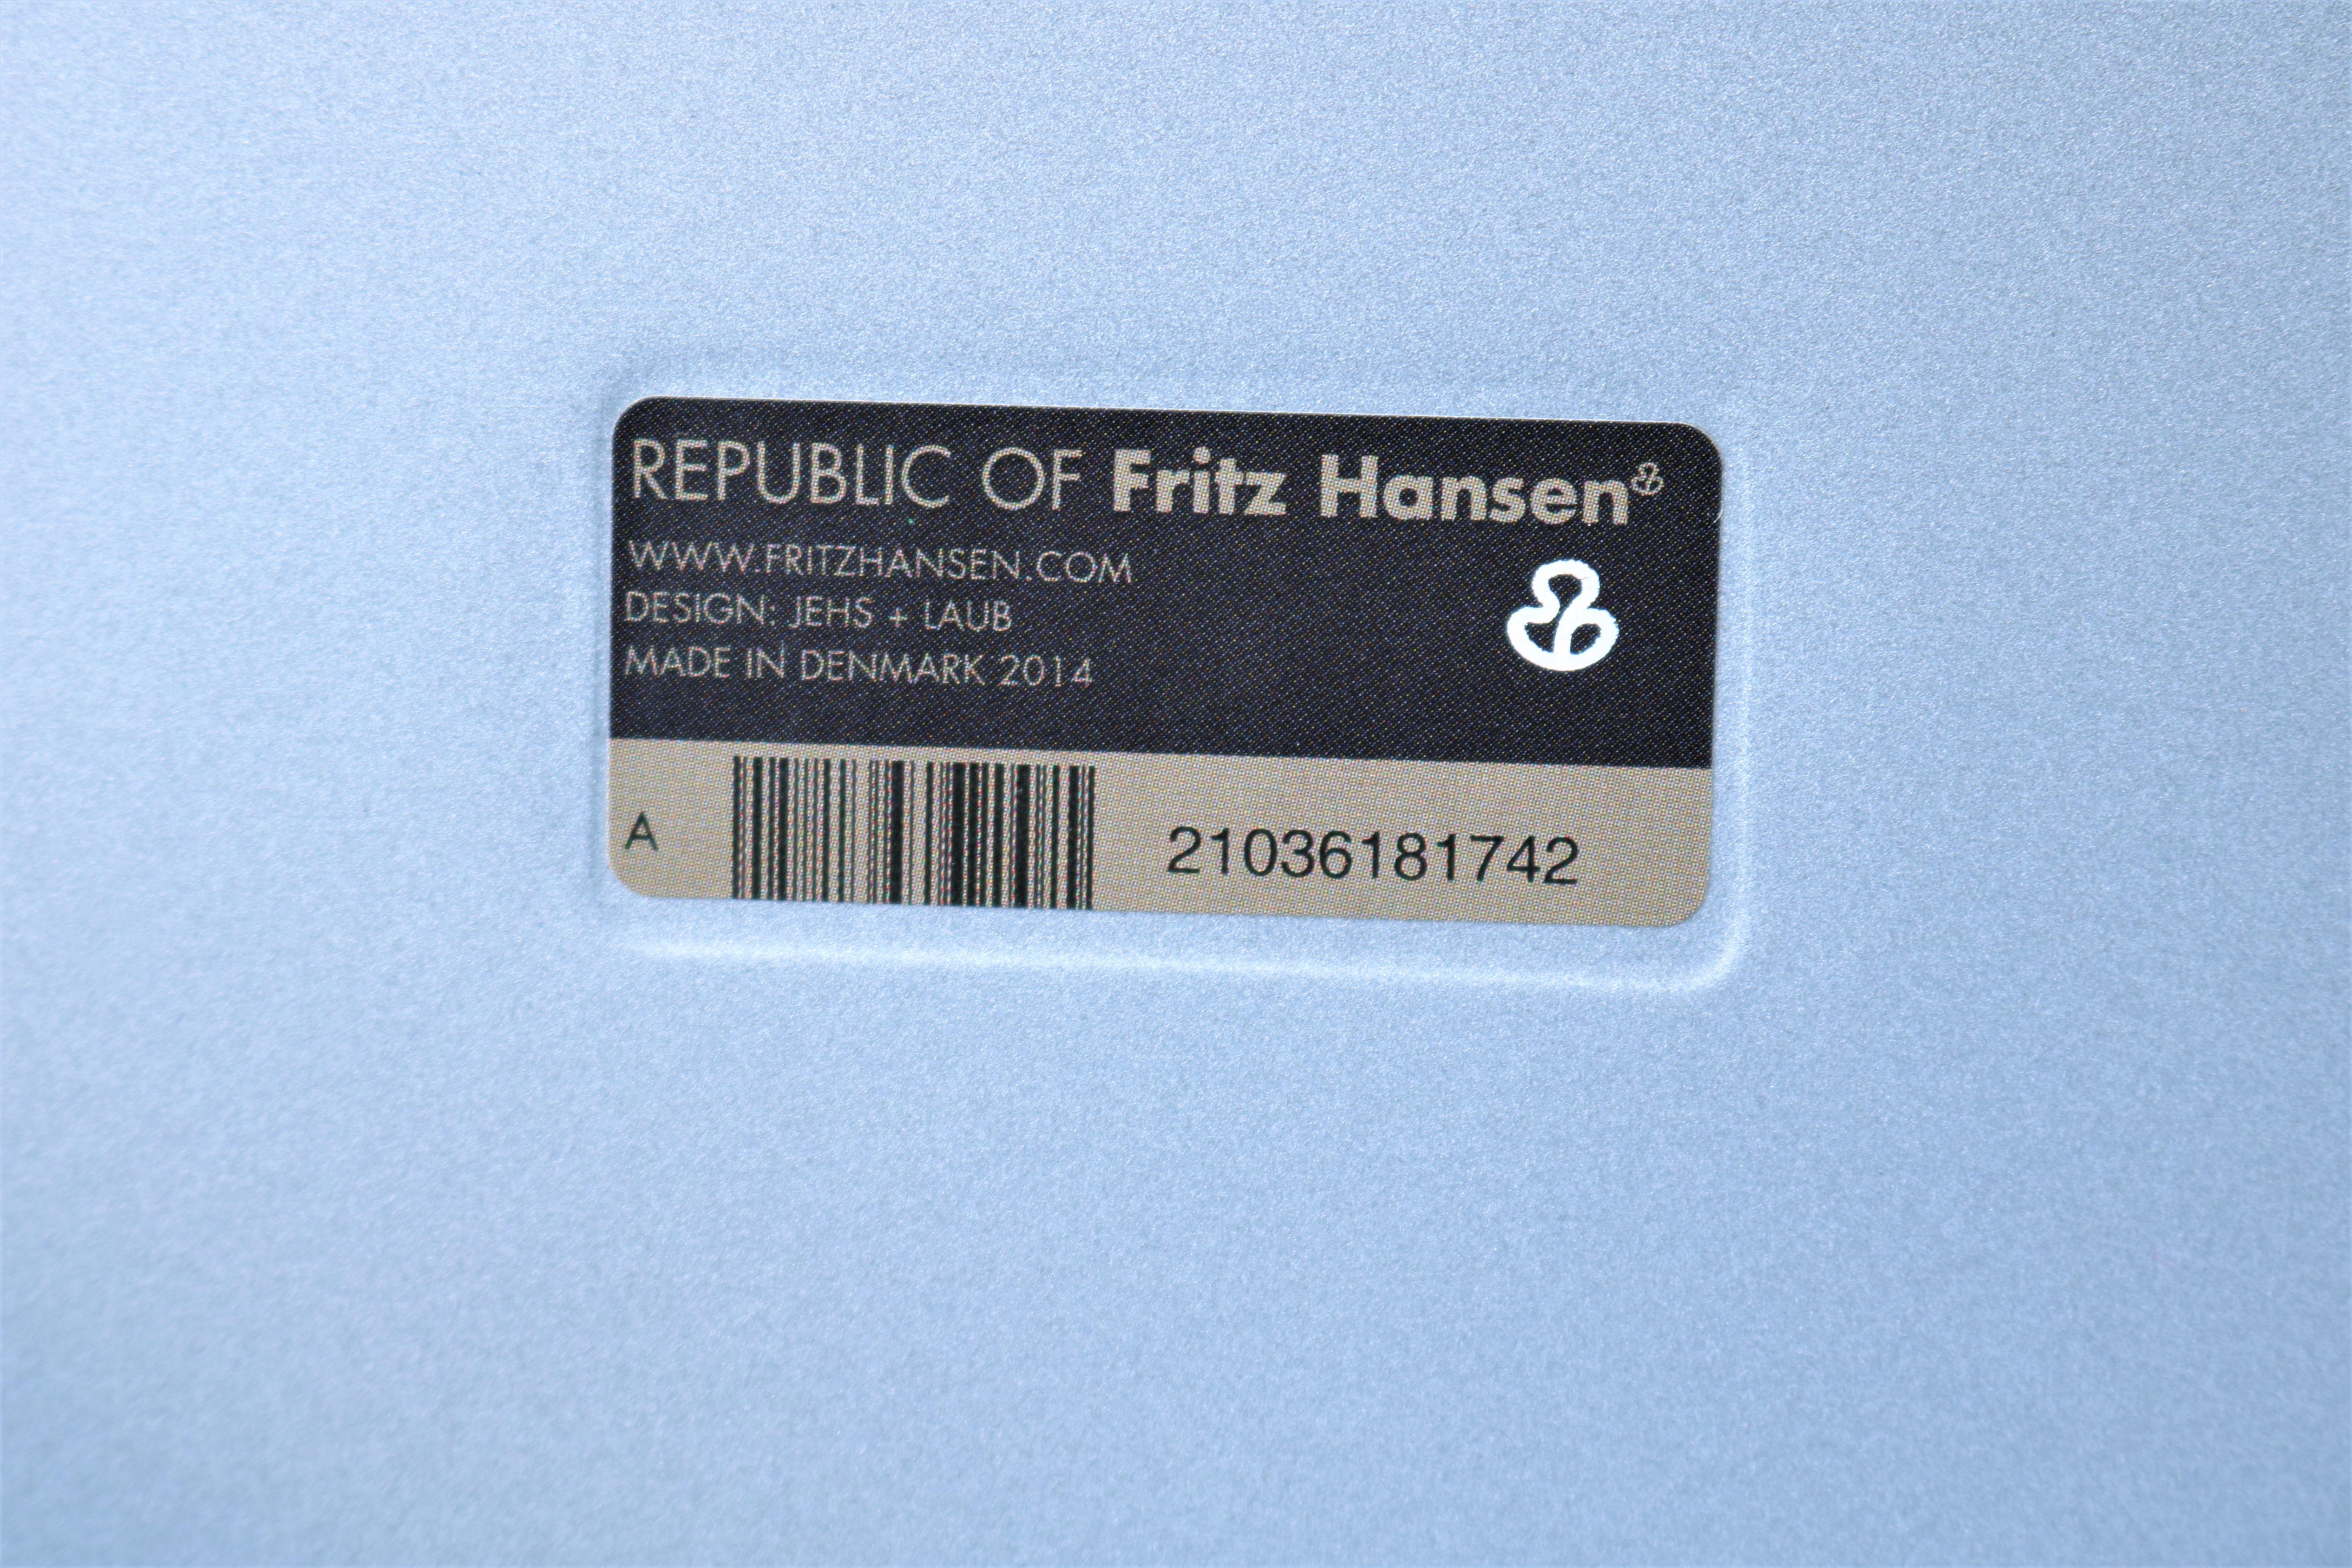 REPUBLIC OF Fritz Hansen
WWW.FRITZHANSEN.COM
DESIGN: JEHS + LAUB
MADE IN DENMARK 2014
A 21036181742